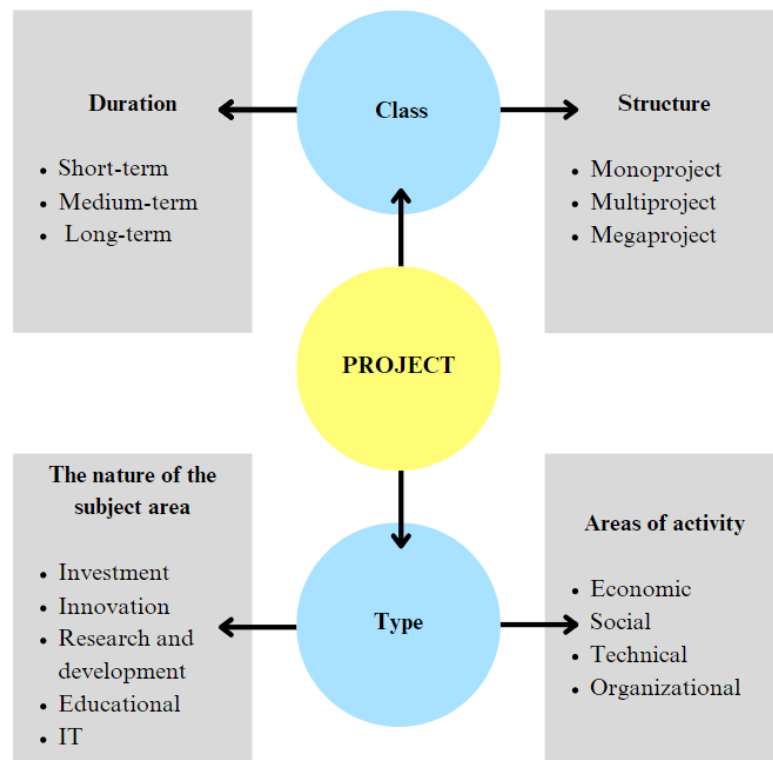 Duration
• Short-term
• Medium-term
• Long-term
Class
Structure
• Monoproject
• Multiproject
• Megaproject
PROJECT
The nature of the
subject area
• Investment
• Innovation
• Research and
development
• Educational
• IT
Type
Areas of activity
• Economic
• Social
• Technical
• Organizational